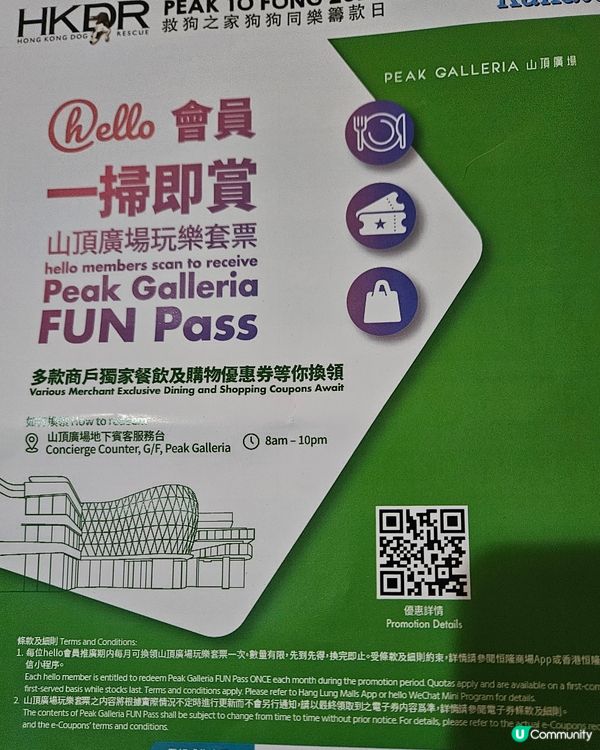 HKDR
HONG KONG DOG RESCUE
PEAK TO FONG
救狗之家狗狗同樂籌款日
PEAK GALLERIA 山頂廣場
hello 會員
一掃即賞
山頂廣場玩樂套票
hello members scan to receive
Peak Galleria
FUN Pass
多款商戶獨家餐飲及購物優惠券等你換領
Various Merchant Exclusive Dining and Shopping Coupons Await
如何換領 How to redeem
山頂廣場地下賓客服務台
Concierge Counter, G/F, Peak Galleria
8am – 10pm
優惠詳情
Promotion Details
條款及細則 Terms and Conditions:
1. 每位hello會員推廣期内每月可換領山頂廣場玩樂套票一次。數量有限，先到先得，換完即止。受條款及細則約束，詳情請參閱恒隆商場App或香港恒隆
信小程序。
Each hello member is entitled to redeem Peak Galleria FUN Pass ONCE each month during the promotion period. Quotas apply and are available on a first-com
first-served basis while stocks last. Terms and conditions apply. Please refer to Hang Lung Malls App or hello WeChat Mini Program for details.
2. 山頂廣場玩樂套票之内容將根據實際情況不定時進行更新而不會另行通知，請以最終領取到之電子券内容爲準，詳情請參閱電子券條款及細則。
The contents of Peak Galleria FUN Pass shall be subject to change from time to time without prior notice. For details, please refer to the actual e-Coupons rec
and the e-Coupons' terms and conditions.
U Community